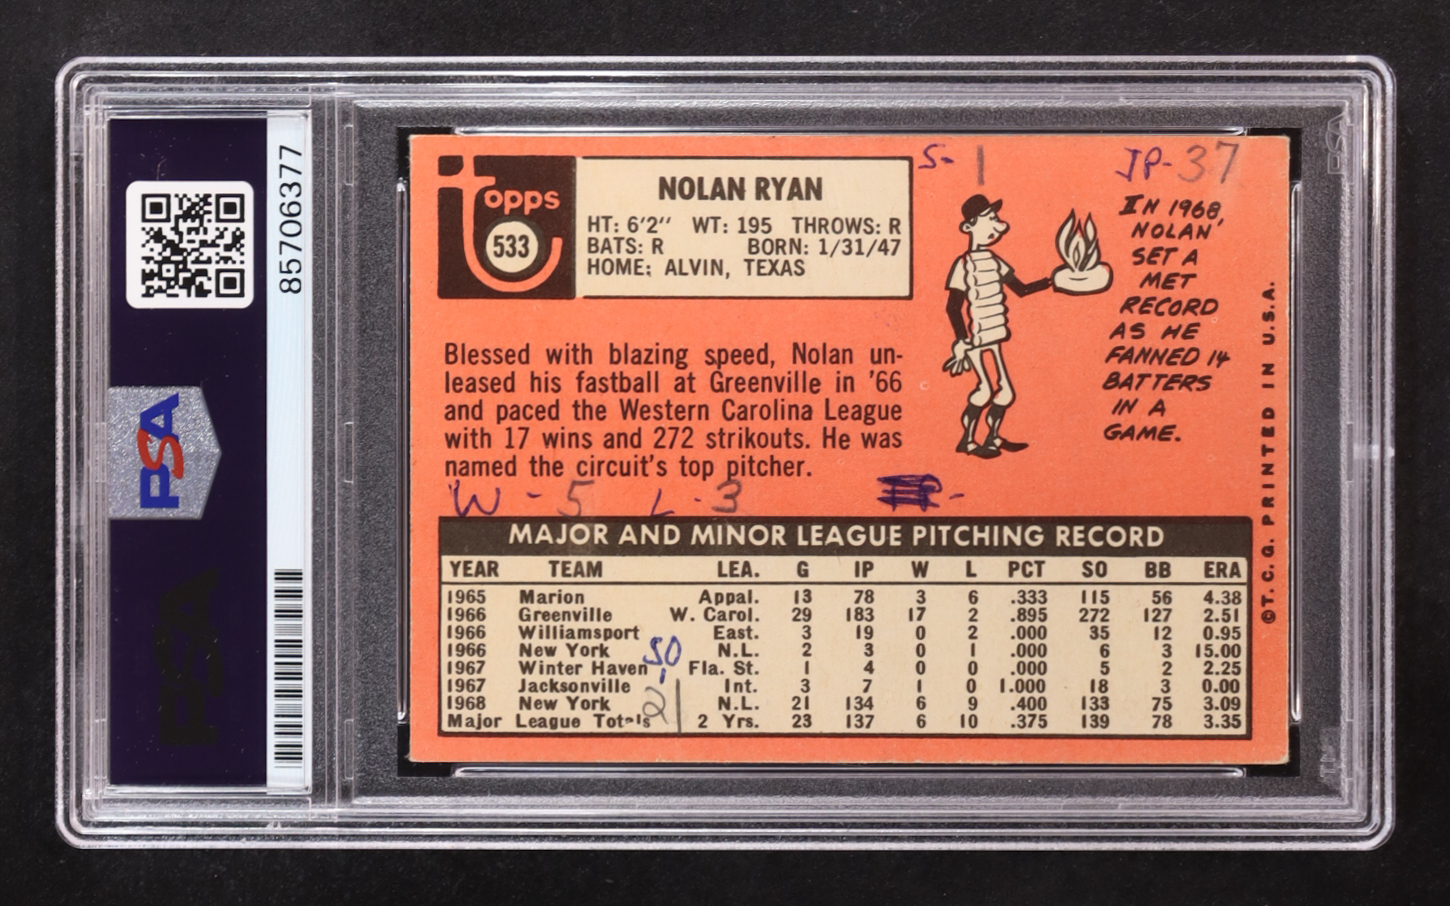 PSA
85706377
Topps
533
NOLAN RYAN
HT: 6'2" WT: 195 THROWS: R
BATS: R BORN: 1/31/47
HOME: ALVIN, TEXAS
S- 1
IP-37
IN 1968,
NOLAN
SET A
MET
RECORD
AS HE
FANNED 14
BATTERS
IN A
GAME.
Blessed with blazing speed, Nolan un-
leased his fastball at Greenville in '66
and paced the Western Carolina League
with 17 wins and 272 strikouts. He was
named the circuit's top pitcher.
W - 5 L - 3
MAJOR AND MINOR LEAGUE PITCHING RECORD
YEAR TEAM LEA. G IP W L PCT SO BB ERA
1965 Marion Appal. 13 78 3 6 .333 115 56 4.38
1966 Greenville W. Carol. 29 183 17 2 .895 272 127 2.51
1966 Williamsport East. 3 19 0 2 .000 35 12 0.95
1966 New York N.L. 2 3 0 1 .000 6 3 15.00
1967 Winter Haven Fla. St. 1 4 0 0 .000 5 2 2.25
1967 Jacksonville Int. 3 7 1 0 1.000 18 3 0.00
1968 New York N.L. 21 134 6 9 .400 133 75 3.09
Major League Totals 2 Yrs. 23 137 6 10 .375 139 78 3.35
SO
-
21
©T.C.G. PRINTED IN U.S.A.
PSA